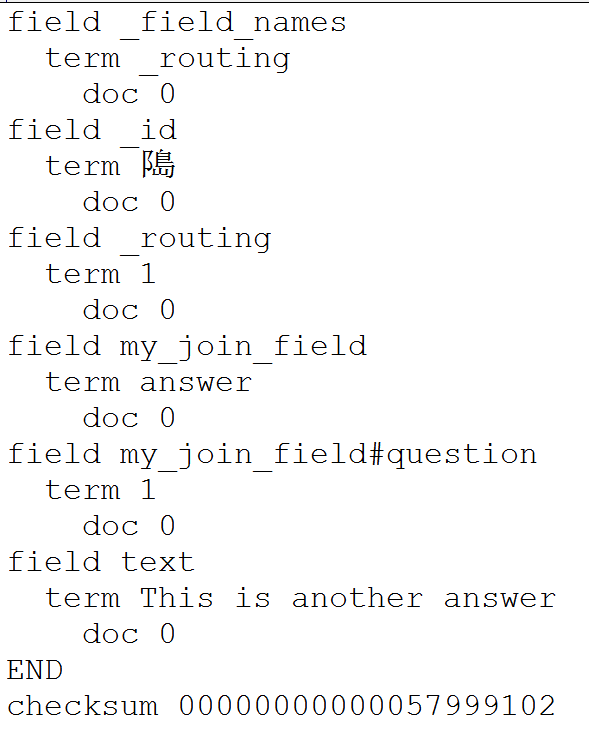 field _field_names
  term _routing
    doc 0
field _id
  term 隝
    doc 0
field _routing
  term 1
    doc 0
field my_join_field
  term answer
    doc 0
field my_join_field#question
  term 1
    doc 0
field text
  term This is another answer
    doc 0
END
checksum 00000000000057999102